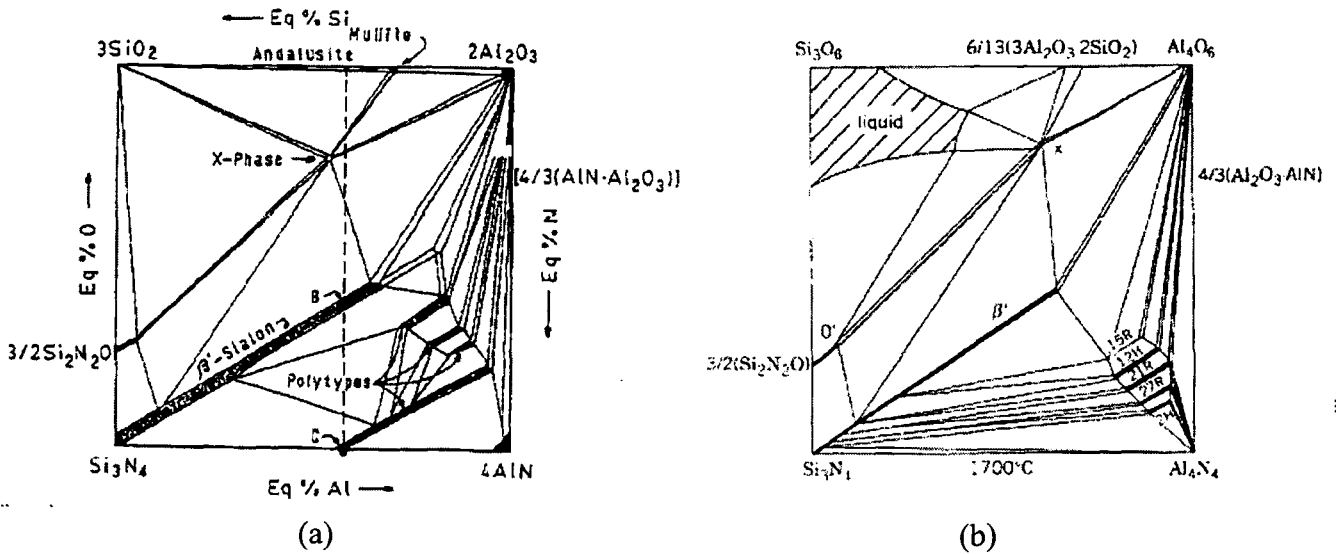 ← Eq % Si
Mullite
3SiO₂
Andalusite
2Al₂O₃
X-Phase →
[4/3(AlN·Al₂O₃)]
Eq % O →
← Eq % N
B
β'-Sialon
3/2Si₂N₂O
Polytypes
C
Si₃N₄
4AlN
Eq % Al →
(a)
Si₃O₆
6/13(3Al₂O₃·2SiO₂)
Al₄O₆
liquid
x
4/3(Al₂O₃·AlN)
O'
β'
3/2(Si₂N₂O)
15R
12H
21R
27R
2H
Si₃N₄
1700°C
Al₄N₄
(b)